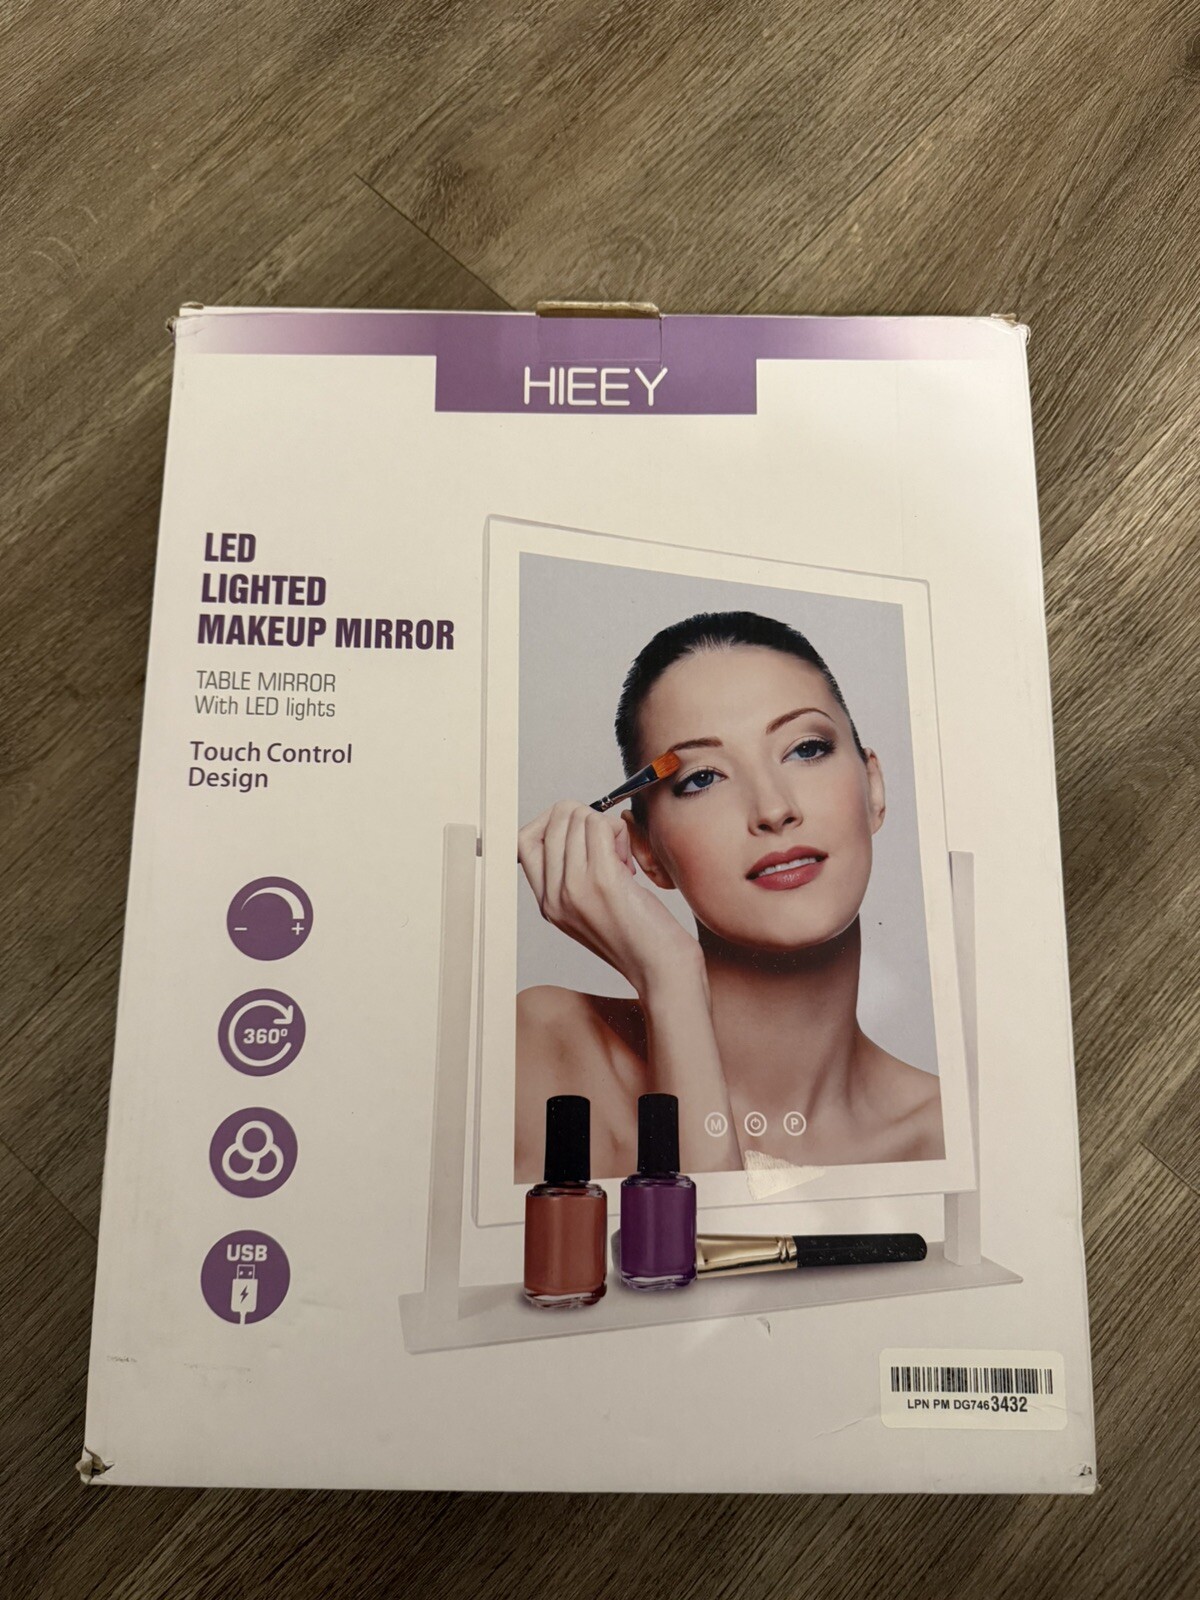 HIEEY
LED
LIGHTED
MAKEUP MIRROR
TABLE MIRROR
With LED lights
Touch Control
Design
- +
360°
USB
M P
LPN PM DG7463432